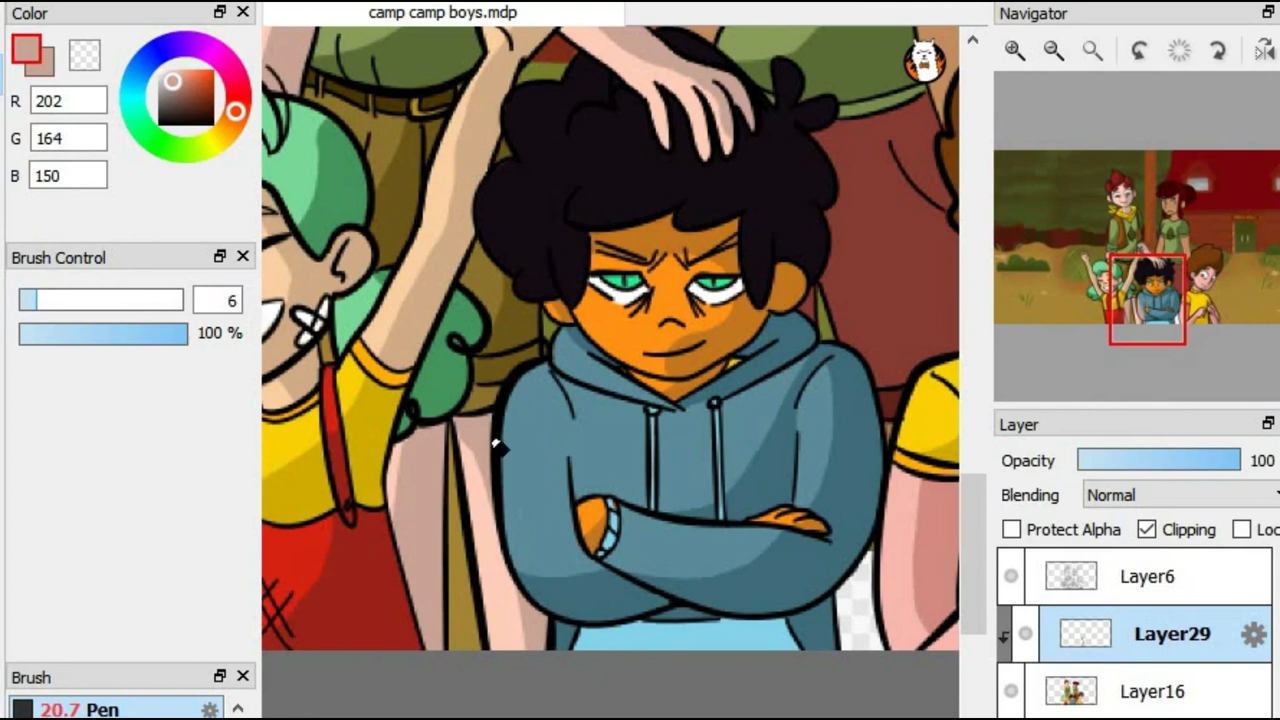 Color
camp camp boys.mdp
Navigator
R 202
G 164
B 150
Brush Control
6
100 %
Layer
Opacity 100
Blending Normal
Protect Alpha Clipping
Layer6
Layer29
Layer16
Brush
20.7 Pen